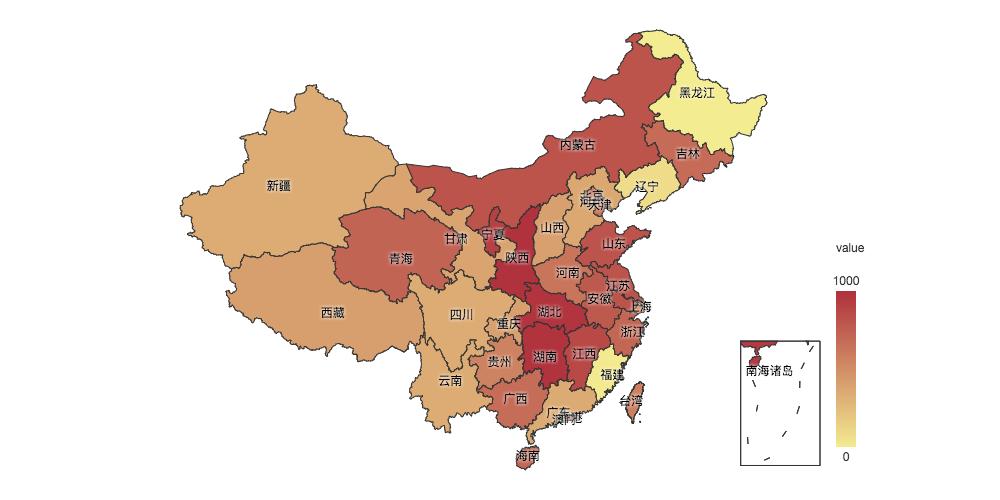 黑龙江
内蒙古
吉林
新疆
辽宁
北京
河北
天津
山西
宁夏
甘肃
山东
青海
陕西
河南
江苏
安徽
上海
西藏
四川
湖北
重庆
浙江
湖南
江西
贵州
云南
福建
广西
台湾
广东
香港
澳门
海南
南海诸岛
value
1000
0